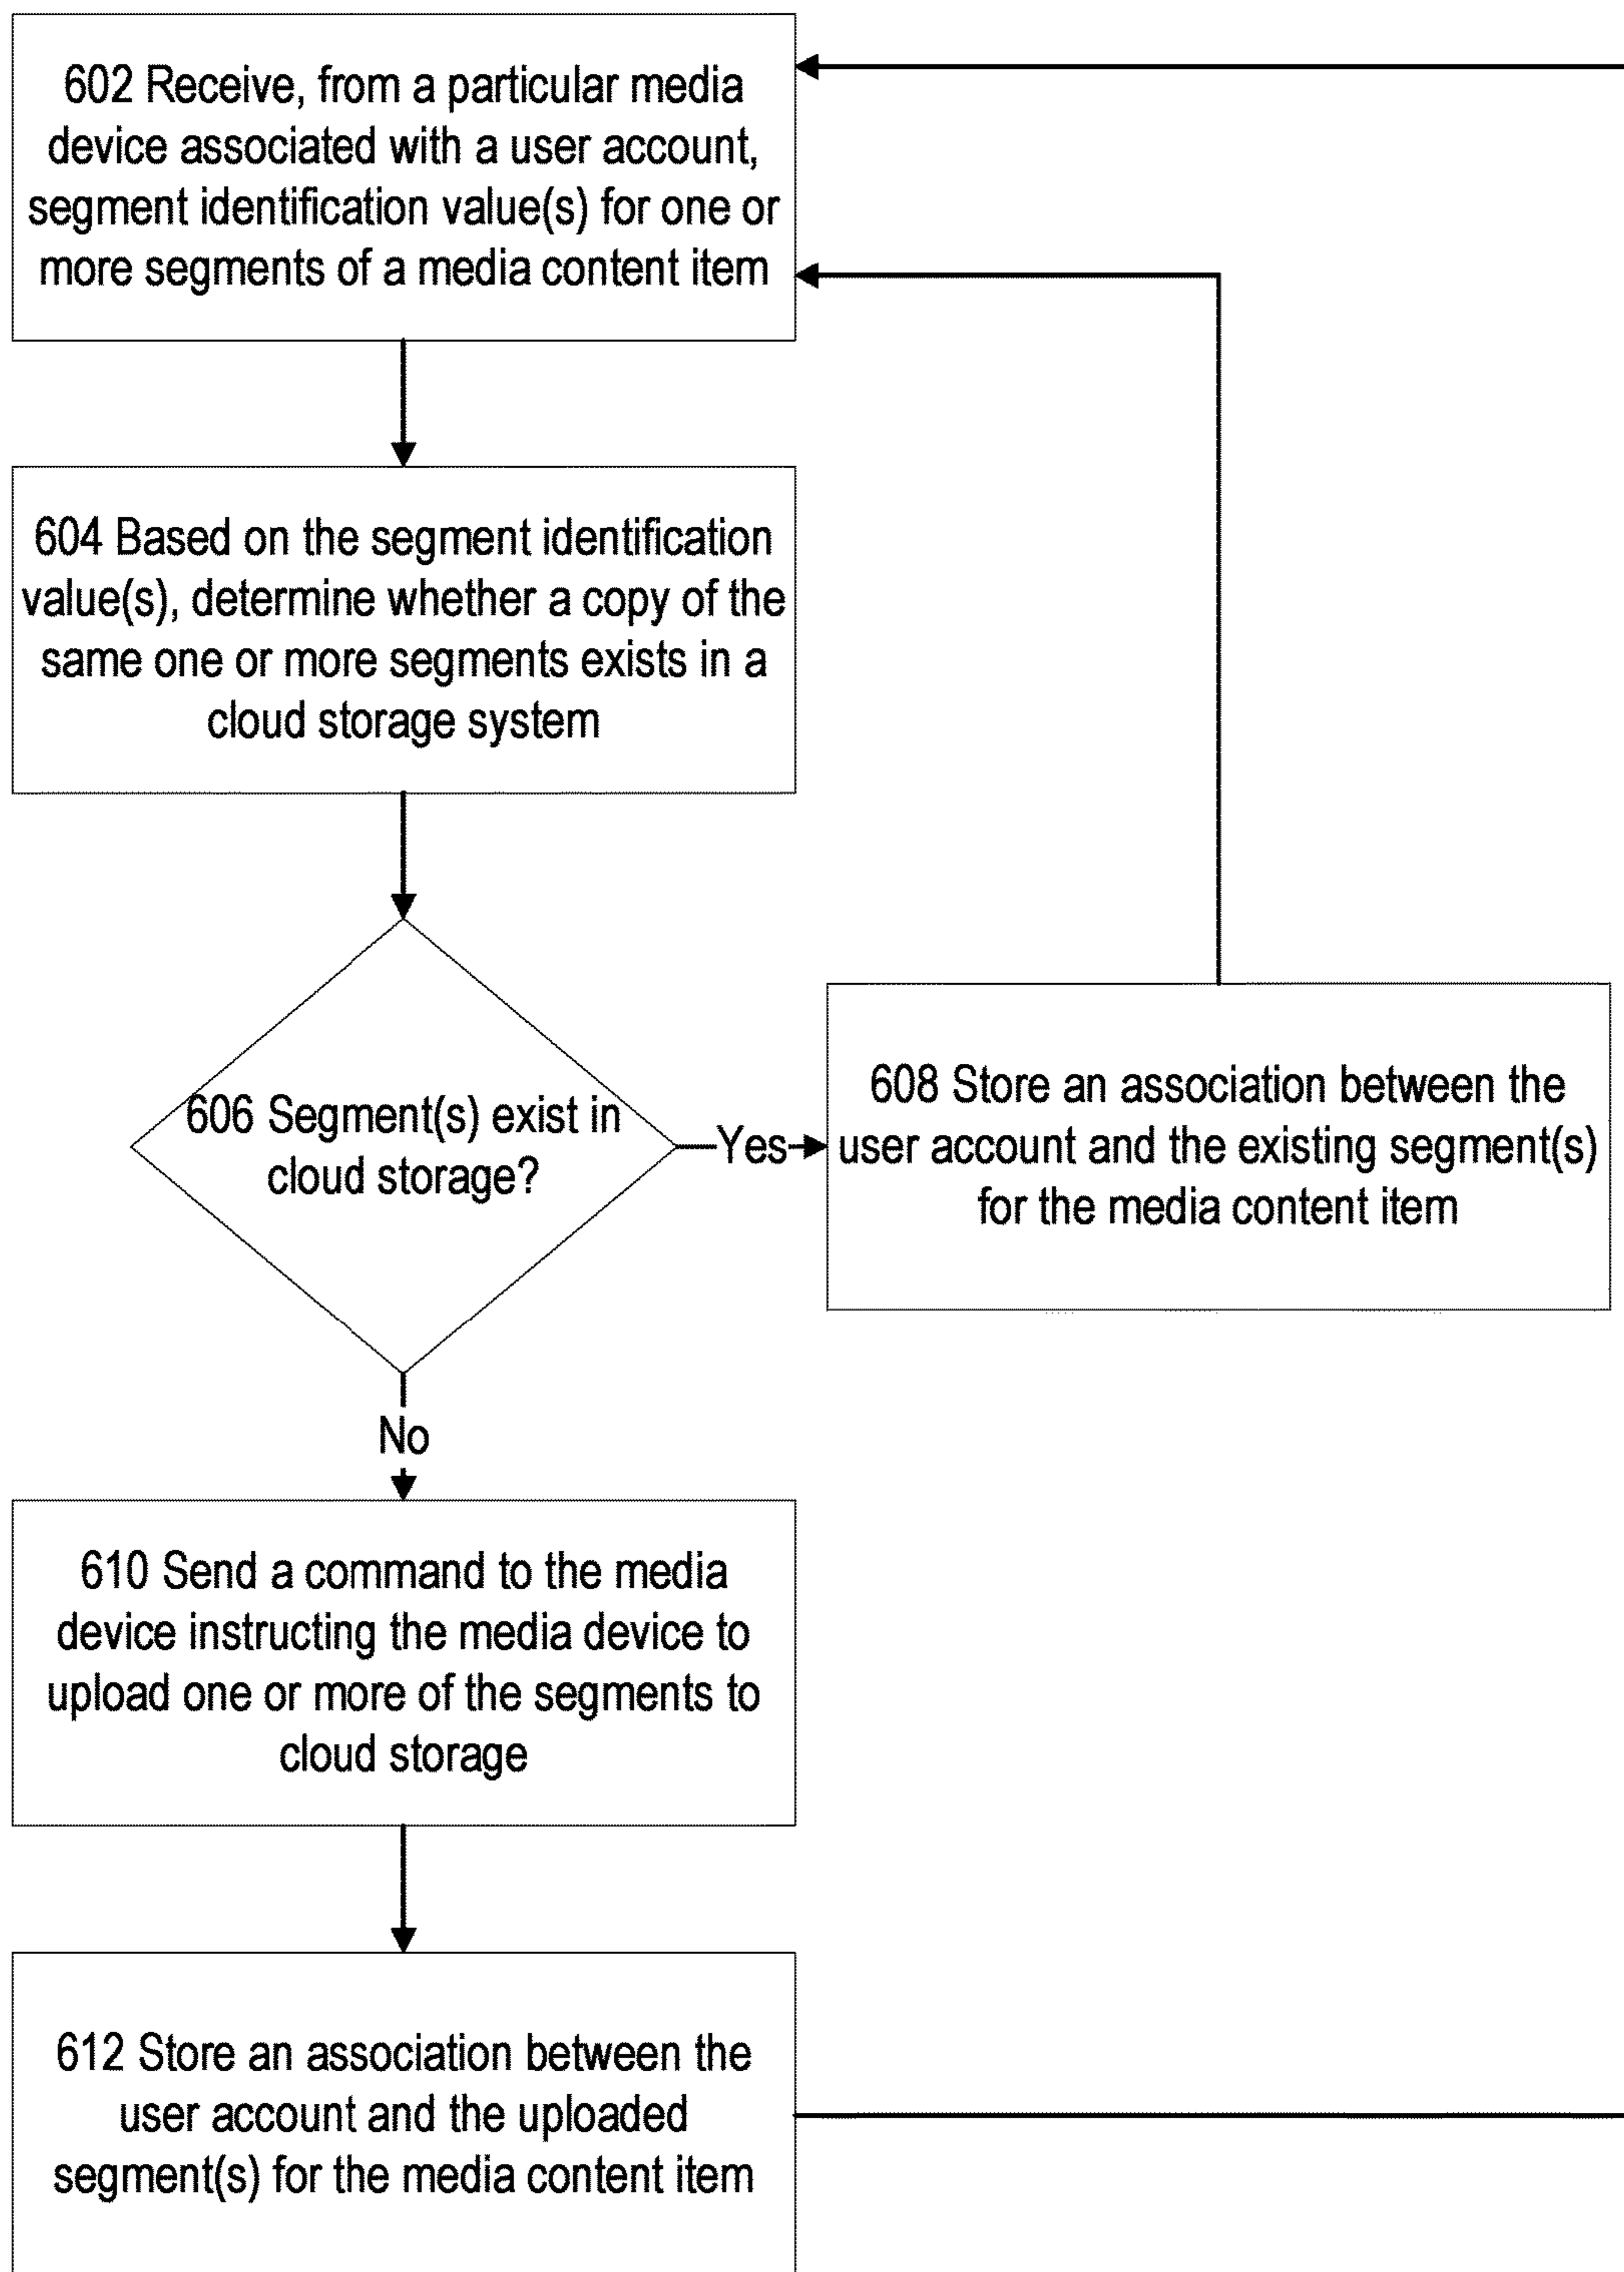 602 Receive, from a particular media
device associated with a user account,
segment identification value(s) for one or
more segments of a media content item
604 Based on the segment identification
value(s), determine whether a copy of the
same one or more segments exists in a
cloud storage system
606 Segment(s) exist in
cloud storage?
Yes
608 Store an association between the
user account and the existing segment(s)
for the media content item
No
610 Send a command to the media
device instructing the media device to
upload one or more of the segments to
cloud storage
612 Store an association between the
user account and the uploaded
segment(s) for the media content item